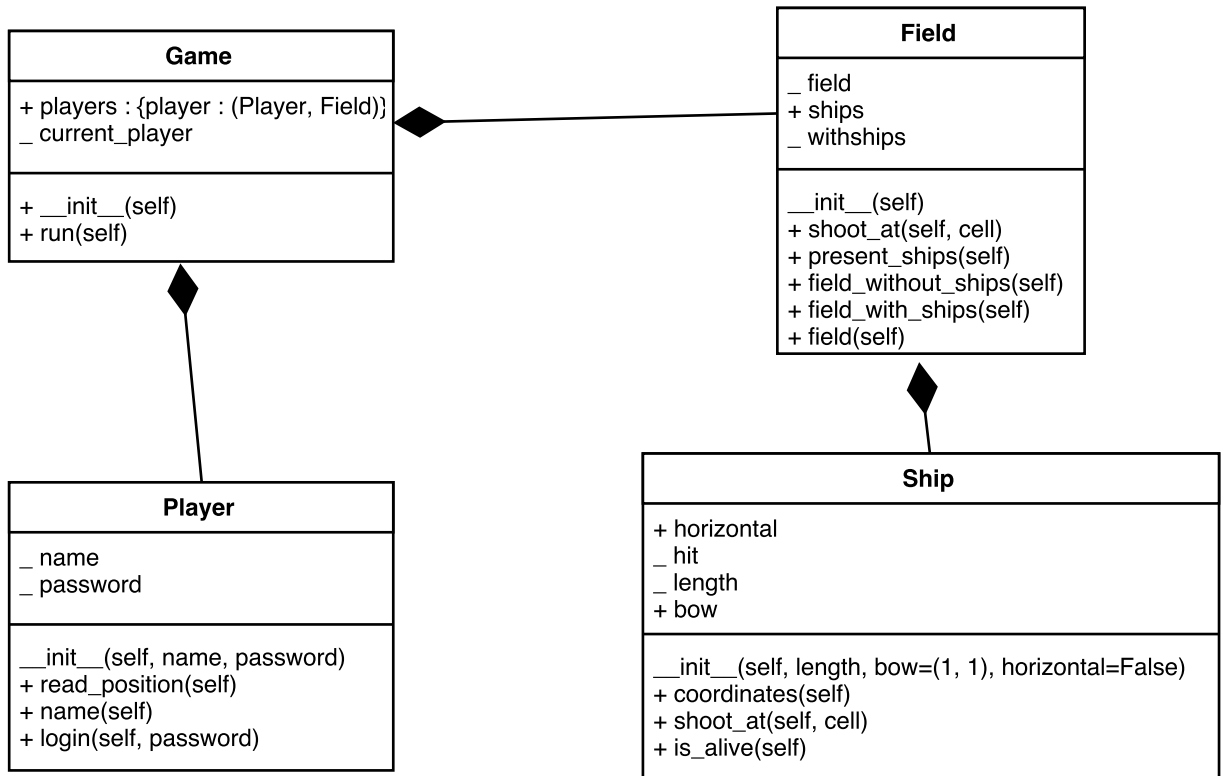 Game
+ players : {player : (Player, Field)}
_ current_player
+ __init__(self)
+ run(self)
Field
_ field
+ ships
_ withships
__init__(self)
+ shoot_at(self, cell)
+ present_ships(self)
+ field_without_ships(self)
+ field_with_ships(self)
+ field(self)
Player
_ name
_ password
__init__(self, name, password)
+ read_position(self)
+ name(self)
+ login(self, password)
Ship
+ horizontal
_ hit
_ length
+ bow
__init__(self, length, bow=(1, 1), horizontal=False)
+ coordinates(self)
+ shoot_at(self, cell)
+ is_alive(self)